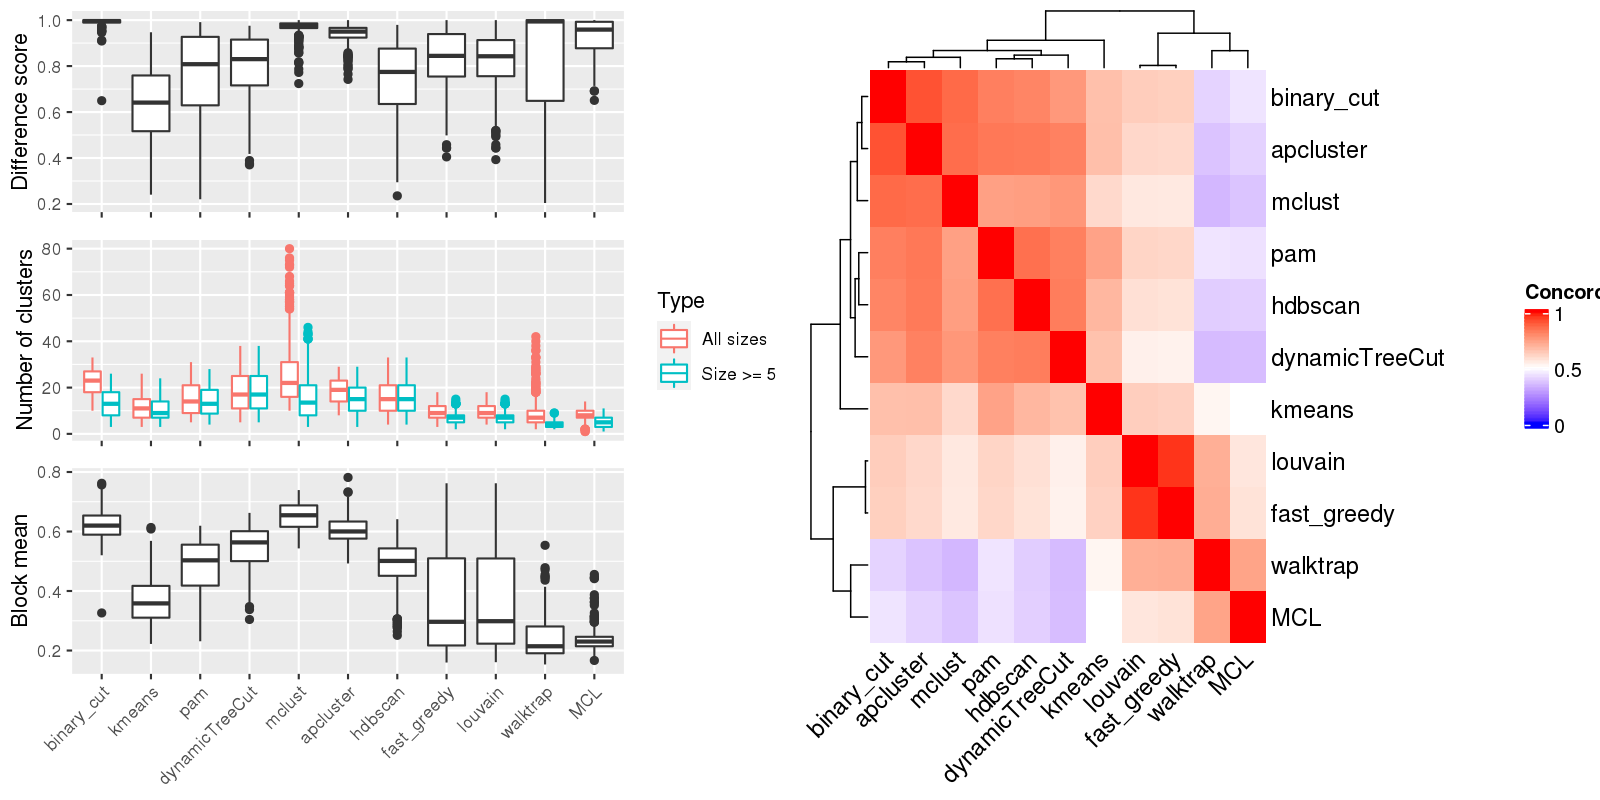 Difference score
1.0
0.8
0.6
0.4
0.2
Number of clusters
80
60
40
20
0
Block mean
0.8
0.6
0.4
0.2
binary_cut
kmeans
pam
dynamicTreeCut
mclust
apcluster
hdbscan
fast_greedy
louvain
walktrap
MCL
Type
All sizes
Size >= 5
binary_cut
apcluster
mclust
pam
hdbscan
dynamicTreeCut
kmeans
louvain
fast_greedy
walktrap
MCL
binary_cut
apcluster
mclust
pam
hdbscan
dynamicTreeCut
kmeans
louvain
fast_greedy
walktrap
MCL
Concor
1
0.5
0